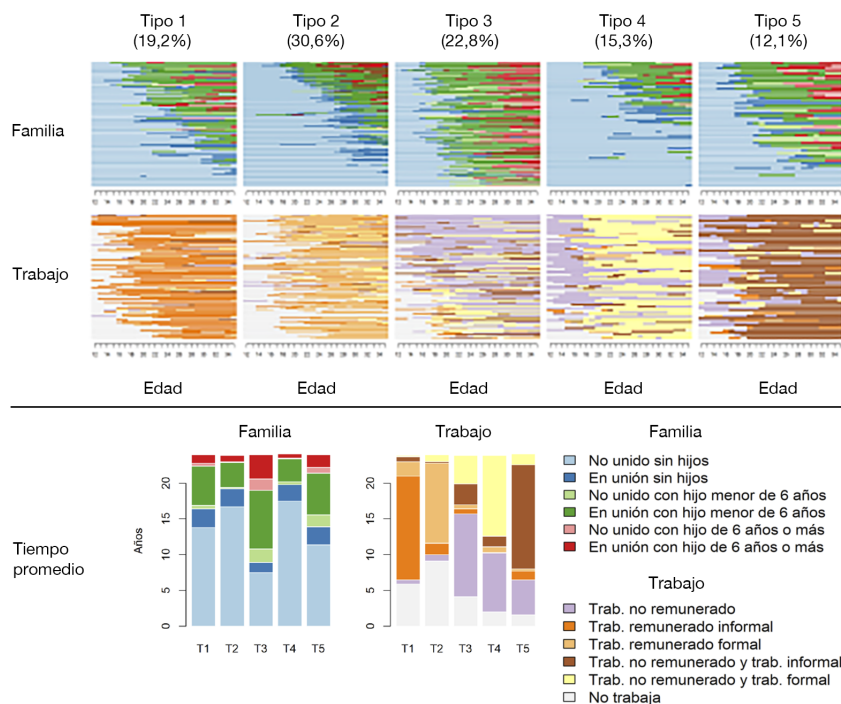 Tipo 1 Tipo 2 Tipo 3 Tipo 4 Tipo 5
(19,2%) (30,6%) (22,8%) (15,3%) (12,1%)
Familia
Trabajo
Edad Edad Edad Edad Edad
Familia Trabajo Familia
No unido sin hijos
En unión sin hijos
No unido con hijo menor de 6 años
En unión con hijo menor de 6 años
No unido con hijo de 6 años o más
En unión con hijo de 6 años o más
Tiempo
promedio
Años
20
15
10
5
0
T1 T2 T3 T4 T5
20
15
10
5
0
T1 T2 T3 T4 T5
Trabajo
Trab. no remunerado
Trab. remunerado informal
Trab. remunerado formal
Trab. no remunerado y trab. informal
Trab. no remunerado y trab. formal
No trabaja